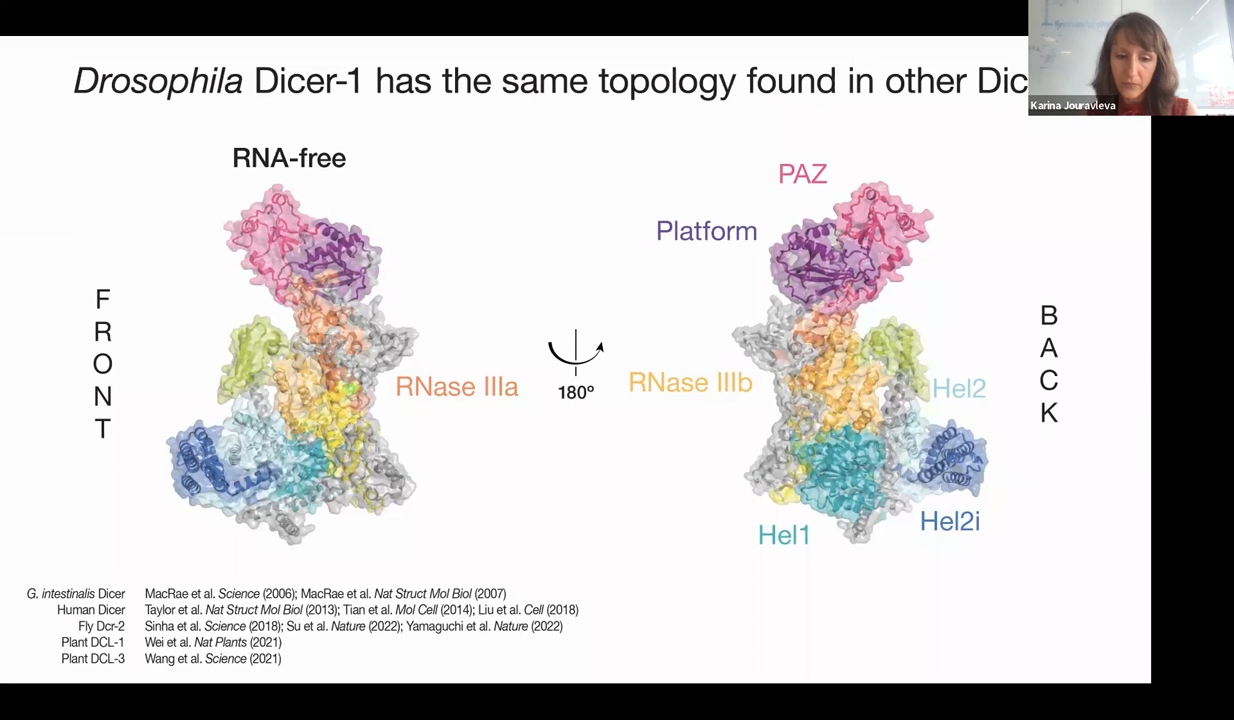 Drosophila Dicer-1 has the same topology found in other Dic
Karina Jouravleva
RNA-free
PAZ
Platform
FRONT
BACK
RNase IIIa
180º
RNase IIIb
Hel2
Hel1
Hel2i
G. intestinalis Dicer MacRae et al. Science (2006); MacRae et al. Nat Struct Mol Biol (2007)
Human Dicer Taylor et al. Nat Struct Mol Biol (2013); Tian et al. Mol Cell (2014); Liu et al. Cell (2018)
Fly Dcr-2 Sinha et al. Science (2018); Su et al. Nature (2022); Yamaguchi et al. Nature (2022)
Plant DCL-1 Wei et al. Nat Plants (2021)
Plant DCL-3 Wang et al. Science (2021)